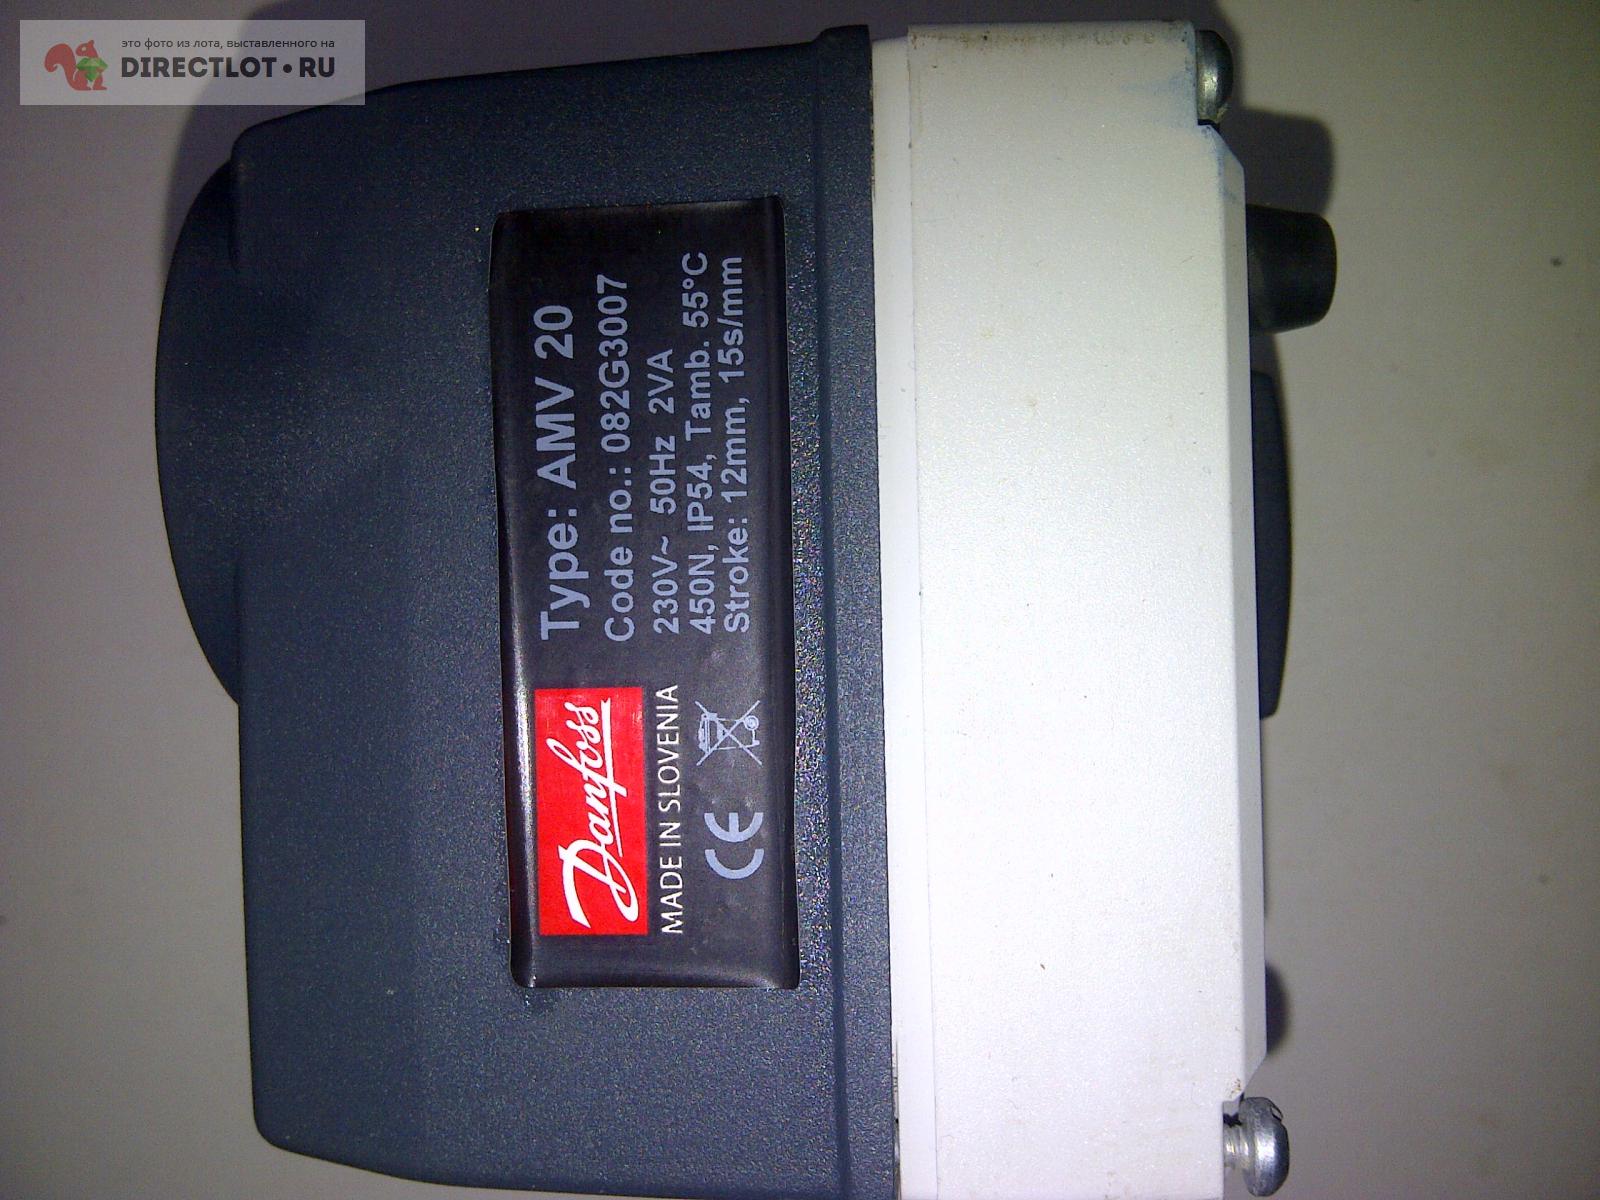 это фото из лота, выставленного на
DIRECTLOT•RU
Danfoss
MADE IN SLOVENIA
CE
Type: AMV 20
Code no.: 082G3007
230V~ 50Hz 2VA
450N, IP54, Tamb. 55°C
Stroke: 12mm, 15s/mm